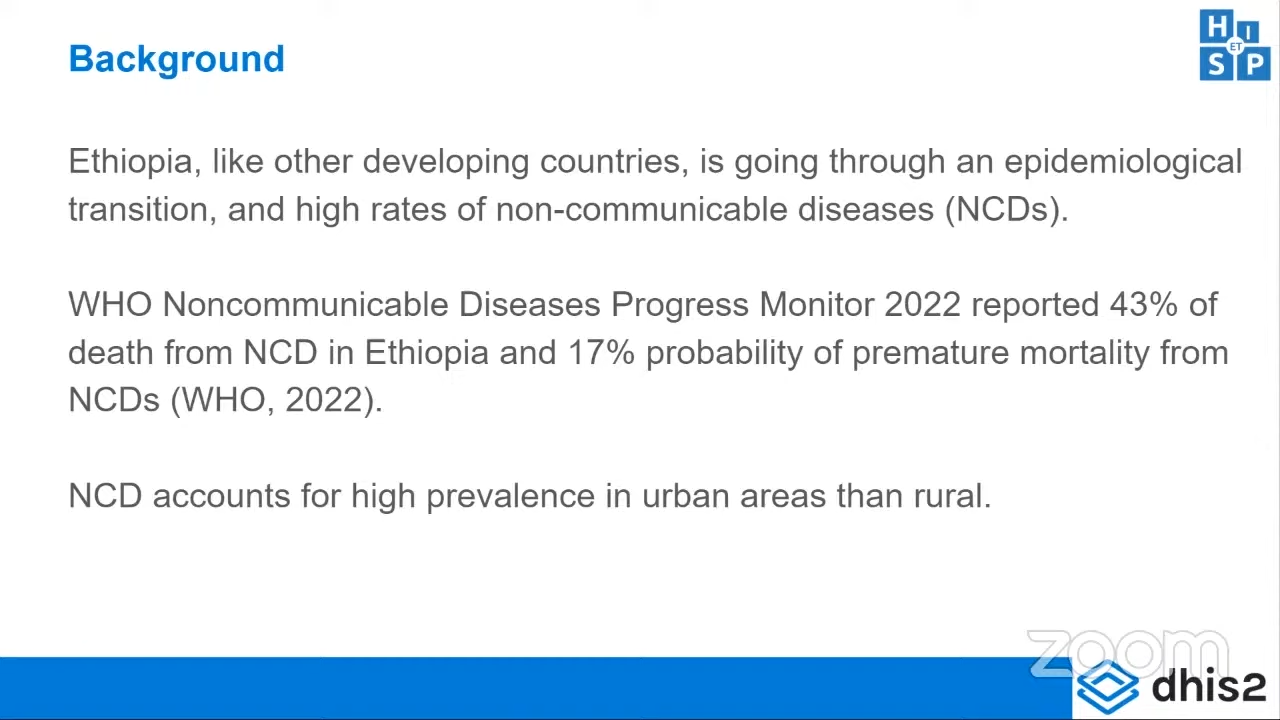 Background
H I
ET
S P
Ethiopia, like other developing countries, is going through an epidemiological
transition, and high rates of non-communicable diseases (NCDs).
WHO Noncommunicable Diseases Progress Monitor 2022 reported 43% of
death from NCD in Ethiopia and 17% probability of premature mortality from
NCDs (WHO, 2022).
NCD accounts for high prevalence in urban areas than rural.
zoom
dhis2